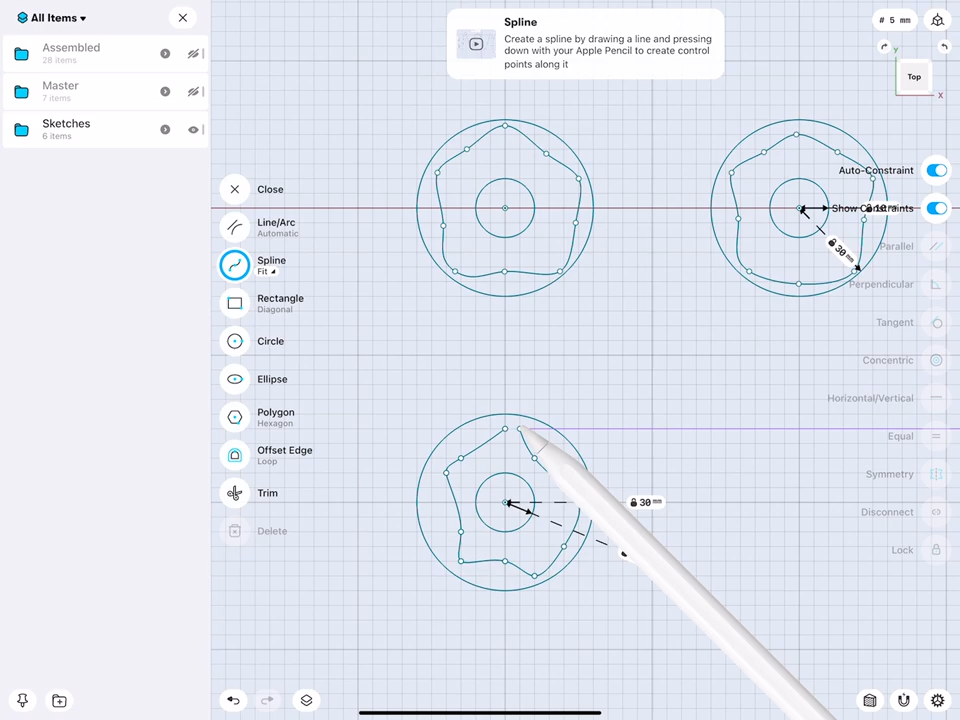 All Items
Assembled
28 items
Master
7 items
Sketches
6 items
Spline
Create a spline by drawing a line and pressing
down with your Apple Pencil to create control
points along it
# 5 mm
y
Top
x
Close
Line/Arc
Automatic
Spline
Fit
Rectangle
Diagonal
Circle
Ellipse
Polygon
Hexagon
Offset Edge
Loop
Trim
Delete
Auto-Constraint
Show Constraints
Parallel
Perpendicular
Tangent
Concentric
Horizontal/Vertical
Equal
Symmetry
Disconnect
Lock
30 mm
30 mm